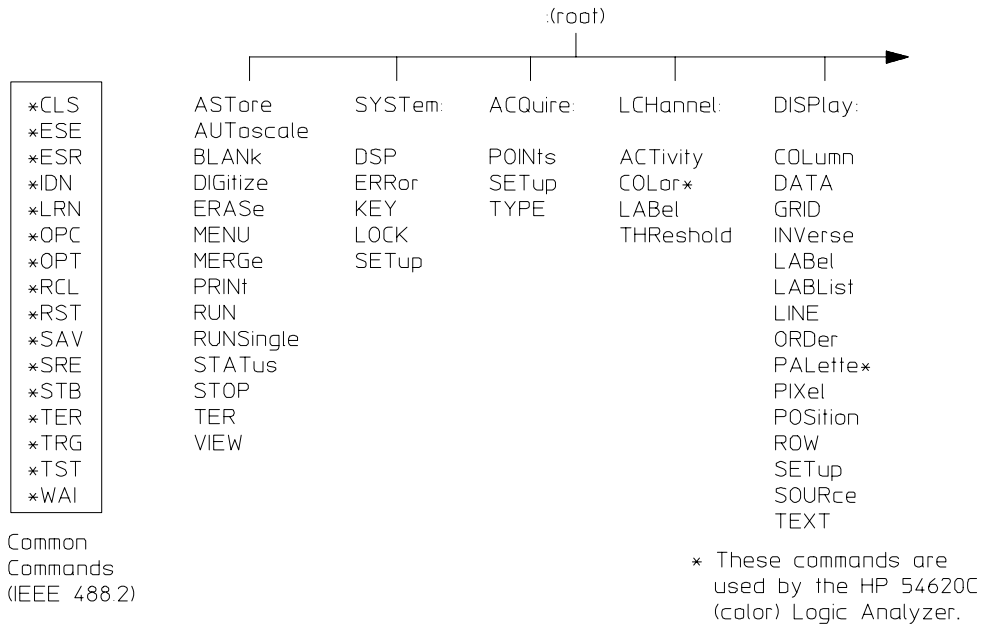 :(root)
*CLS
*ESE
*ESR
*IDN
*LRN
*OPC
*OPT
*RCL
*RST
*SAV
*SRE
*STB
*TER
*TRG
*TST
*WAI
Common
Commands
(IEEE 488.2)
ASTore
AUToscale
BLANk
DIGitize
ERASe
MENU
MERGe
PRINt
RUN
RUNSingle
STATus
STOP
TER
VIEW
SYSTem:
DSP
ERRor
KEY
LOCK
SETup
ACQuire:
POINts
SETup
TYPE
LCHannel:
ACTivity
COLor*
LABel
THReshold
DISPlay:
COLumn
DATA
GRID
INVerse
LABel
LABList
LINE
ORDer
PALette*
PIXel
POSition
ROW
SETup
SOURce
TEXT
* These commands are
used by the HP 54620C
(color) Logic Analyzer.